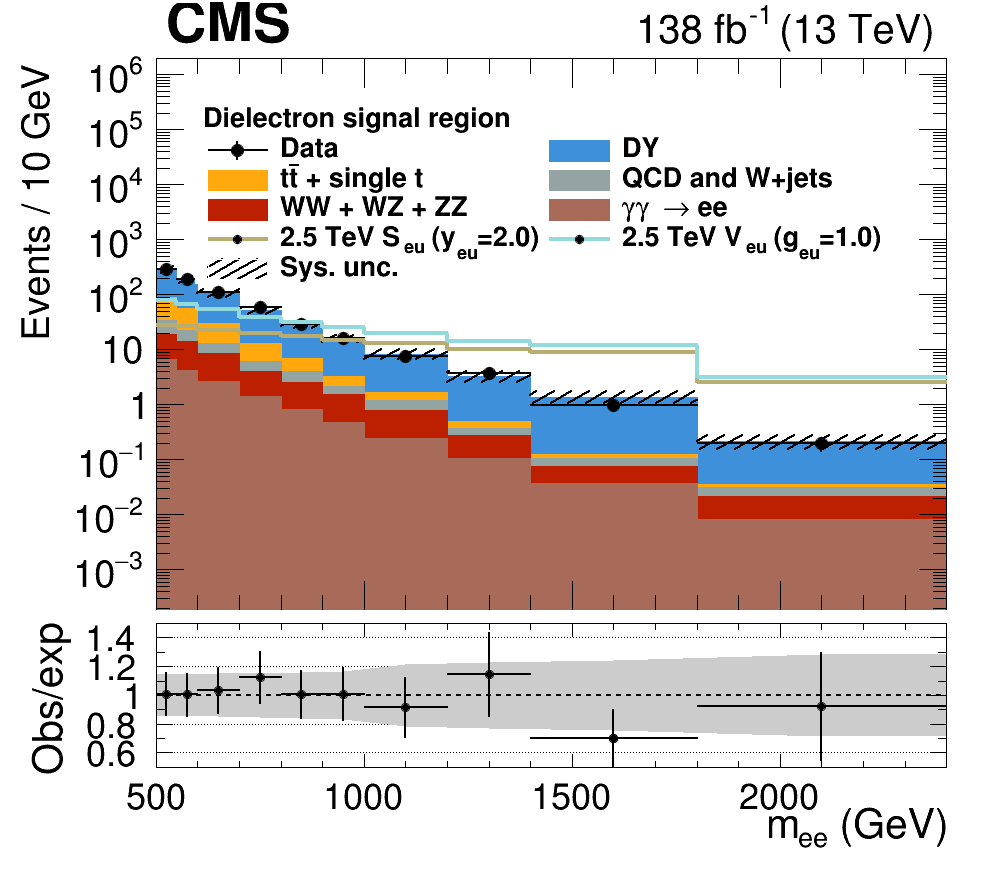 CMS 138 fb⁻¹ (13 TeV)
Events / 10 GeV
10⁶
10⁵
10⁴
10³
10²
10
1
10⁻¹
10⁻²
10⁻³
Dielectron signal region
Data DY
tt̄ + single t QCD and W+jets
WW + WZ + ZZ γγ → ee
2.5 TeV S_eu (y_eu=2.0) 2.5 TeV V_eu (g_eu=1.0)
Sys. unc.
Obs/exp
1.4
1.2
1
0.8
0.6
500 1000 1500 2000
m_ee (GeV)